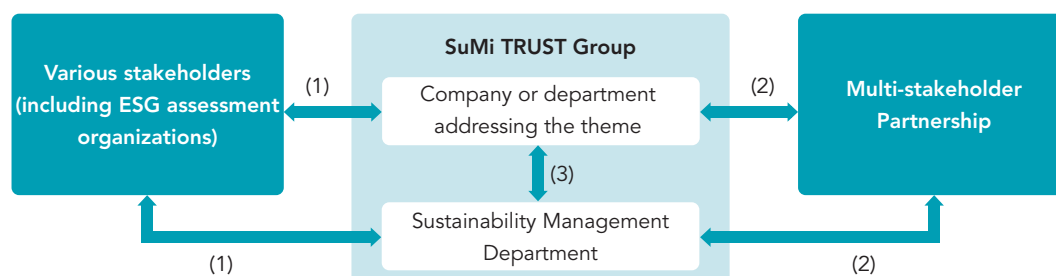 Various stakeholders
(including ESG assessment
organizations)
(1)
SuMi TRUST Group
Company or department
addressing the theme
(2)
Multi-stakeholder
Partnership
(3)
Sustainability Management
Department
(1)
(2)